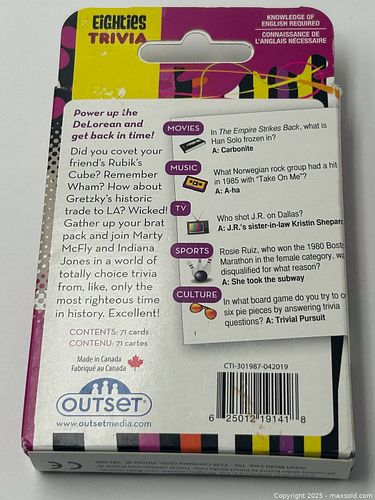 EIGHTIES
TRIVIA
KNOWLEDGE OF
ENGLISH REQUIRED
CONNAISSANCE DE
L'ANGLAIS NÉCESSAIRE
Power up the
DeLorean and
get back in time!
Did you covet your
friend's Rubik's
Cube? Remember
Wham? How about
Gretzky's historic
trade to LA? Wicked!
Gather up your brat
pack and join Marty
McFly and Indiana
Jones in a world of
totally choice trivia
from, like, only the
most righteous time
in history. Excellent!
CONTENTS: 71 cards
CONTENU: 71 cartes
Made in Canada
Fabriqué au Canada
OUTSET
www.outsetmedia.com
MOVIES
In The Empire Strikes Back, what is
Han Solo frozen in?
A: Carbonite
MUSIC
What Norwegian rock group had a hit
in 1985 with "Take On Me"?
A: A-ha
TV
Who shot J.R. on Dallas?
A: J.R.'s sister-in-law Kristin Shepar
SPORTS
Rosie Ruiz, who won the 1980 Bost
Marathon in the female category, wa
disqualified for what reason?
A: She took the subway
CULTURE
In what board game do you try to c
six pie pieces by answering trivia
questions? A: Trivial Pursuit
1
CTI-301987-042019
6 25012 19141 8
CE
© 2025 - maxsold.com